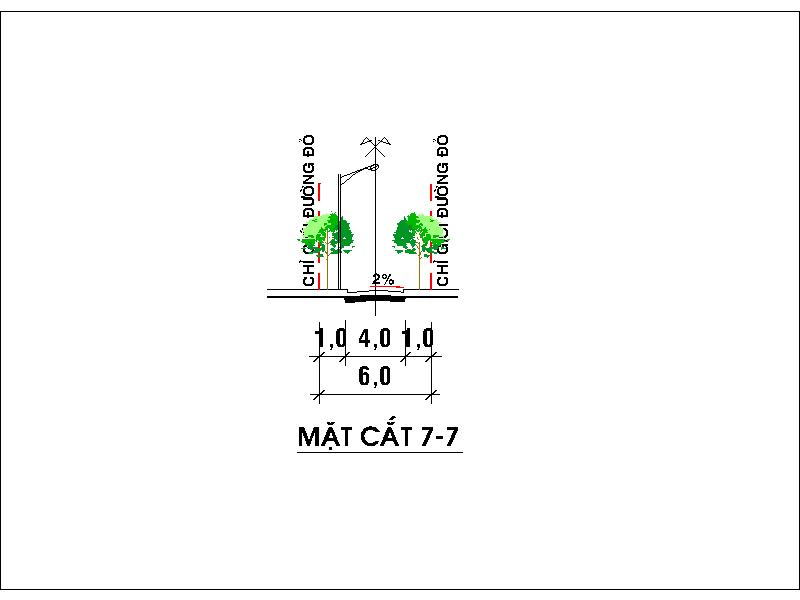 CHỈ GIỚI ĐƯỜNG ĐỎ
CHỈ GIỚI ĐƯỜNG ĐỎ
2%
1,0 4,0 1,0
6,0
MẶT CẮT 7-7